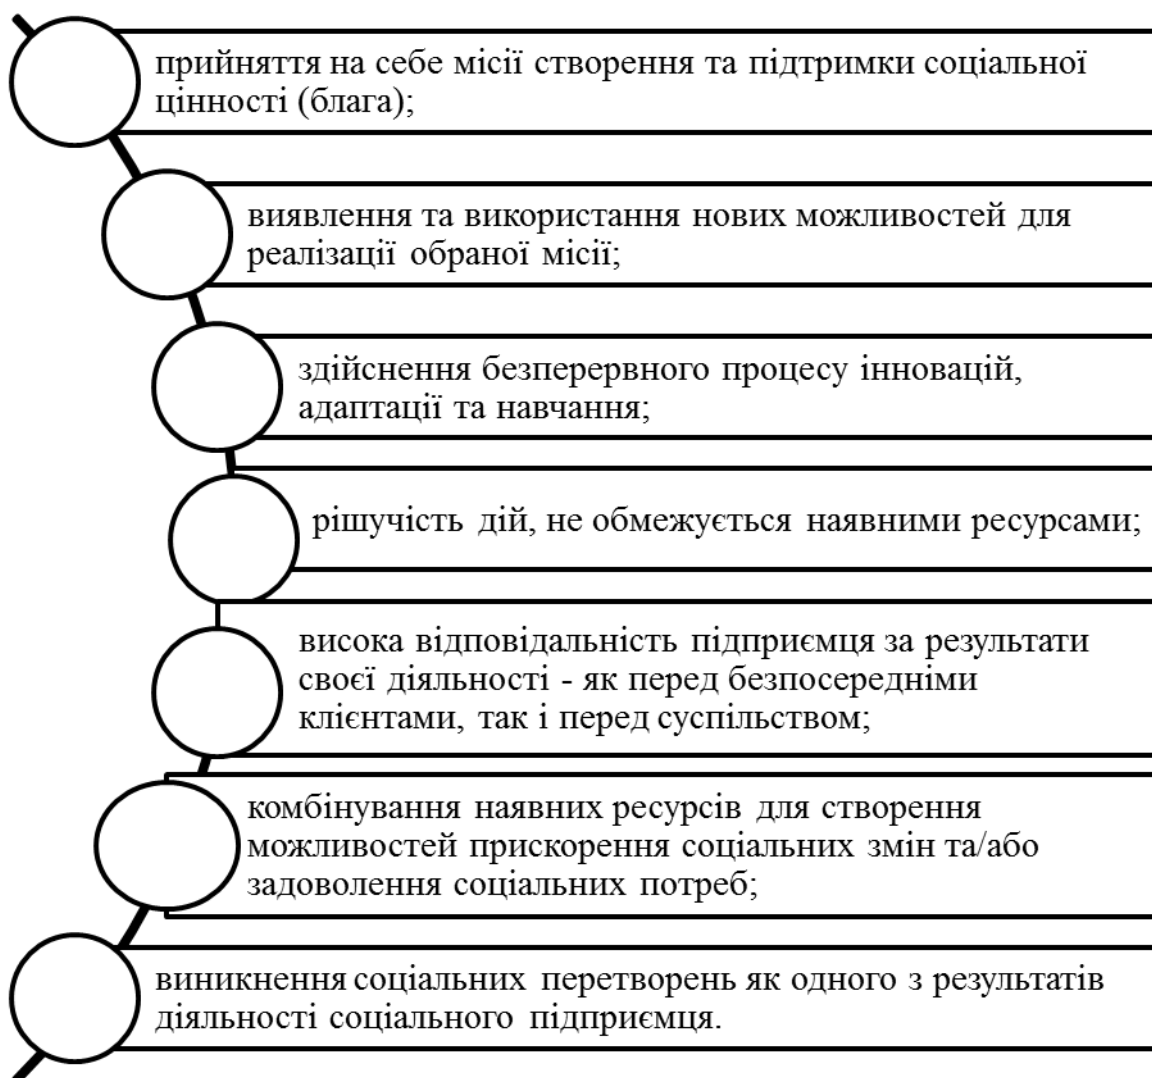 прийняття на себе місії створення та підтримки соціальної
цінності (блага);
виявлення та використання нових можливостей для
реалізації обраної місії;
здійснення безперервного процесу інновацій,
адаптації та навчання;
рішучість дій, не обмежується наявними ресурсами;
висока відповідальність підприємця за результати
своєї діяльності - як перед безпосередніми
клієнтами, так і перед суспільством;
комбінування наявних ресурсів для створення
можливостей прискорення соціальних змін та/або
задоволення соціальних потреб;
виникнення соціальних перетворень як одного з результатів
діяльності соціального підприємця.